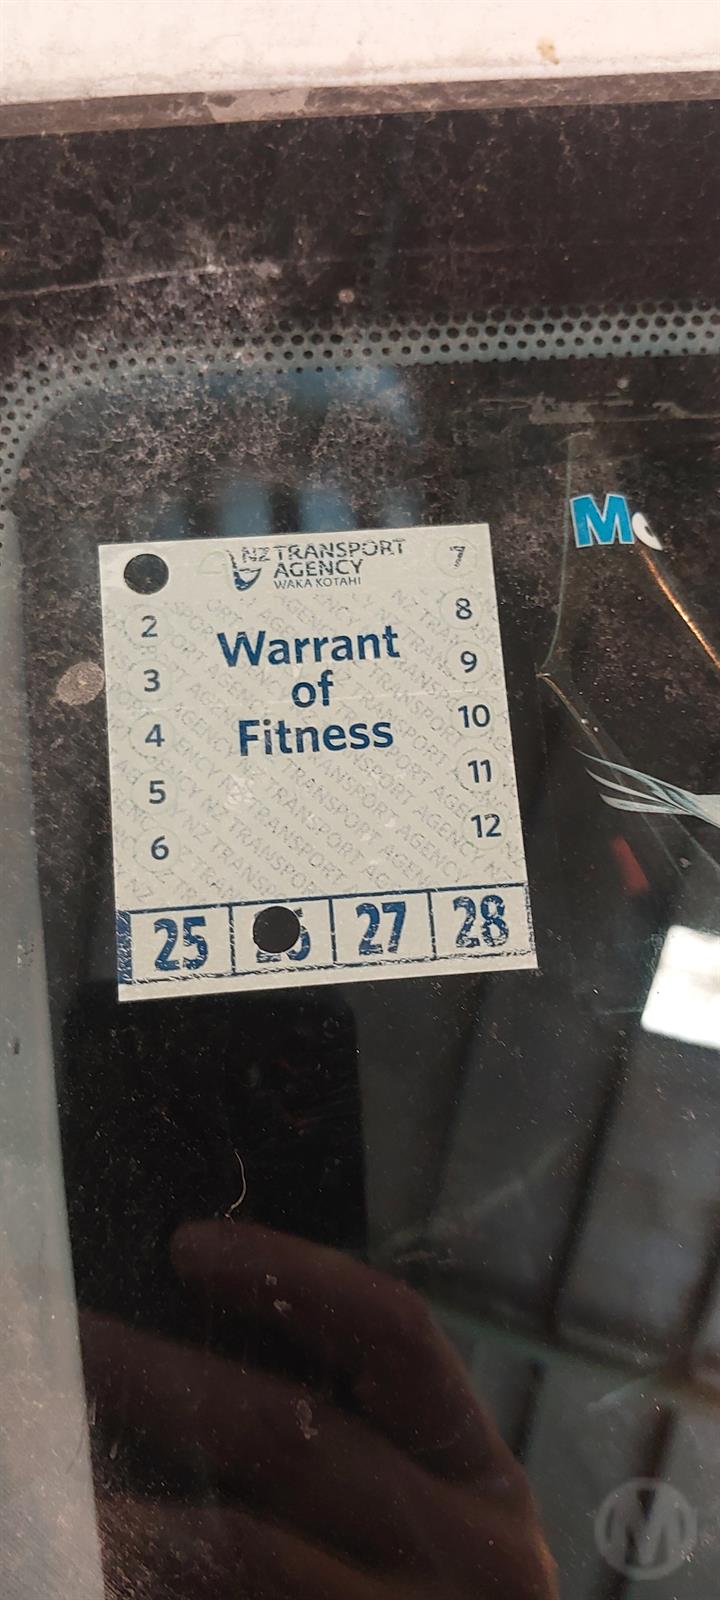 NZ TRANSPORT
AGENCY
WAKA KOTAHI
Warrant
of
Fitness
2
3
4
5
6
7
8
9
10
11
12
25 27 28
M